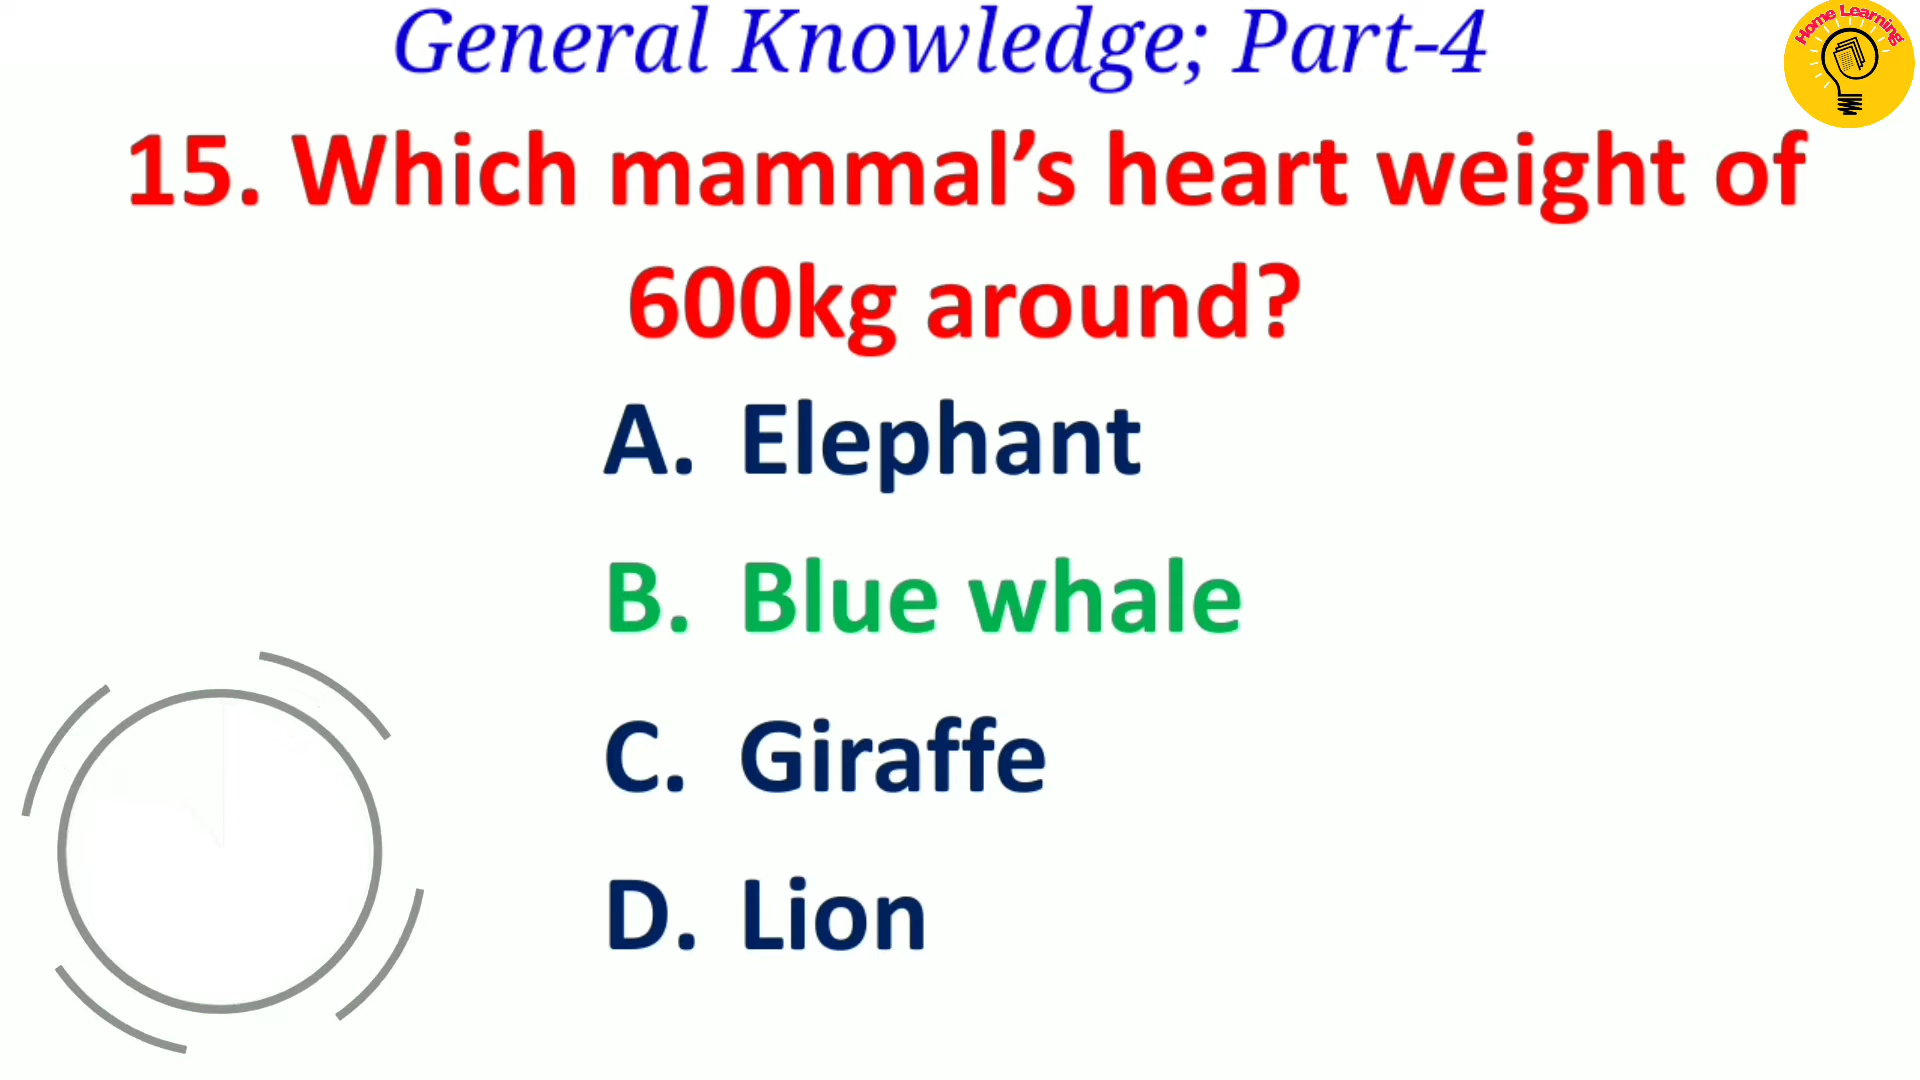 General Knowledge; Part-4
Home Learning
15. Which mammal’s heart weight of
600kg around?
A. Elephant
B. Blue whale
C. Giraffe
D. Lion